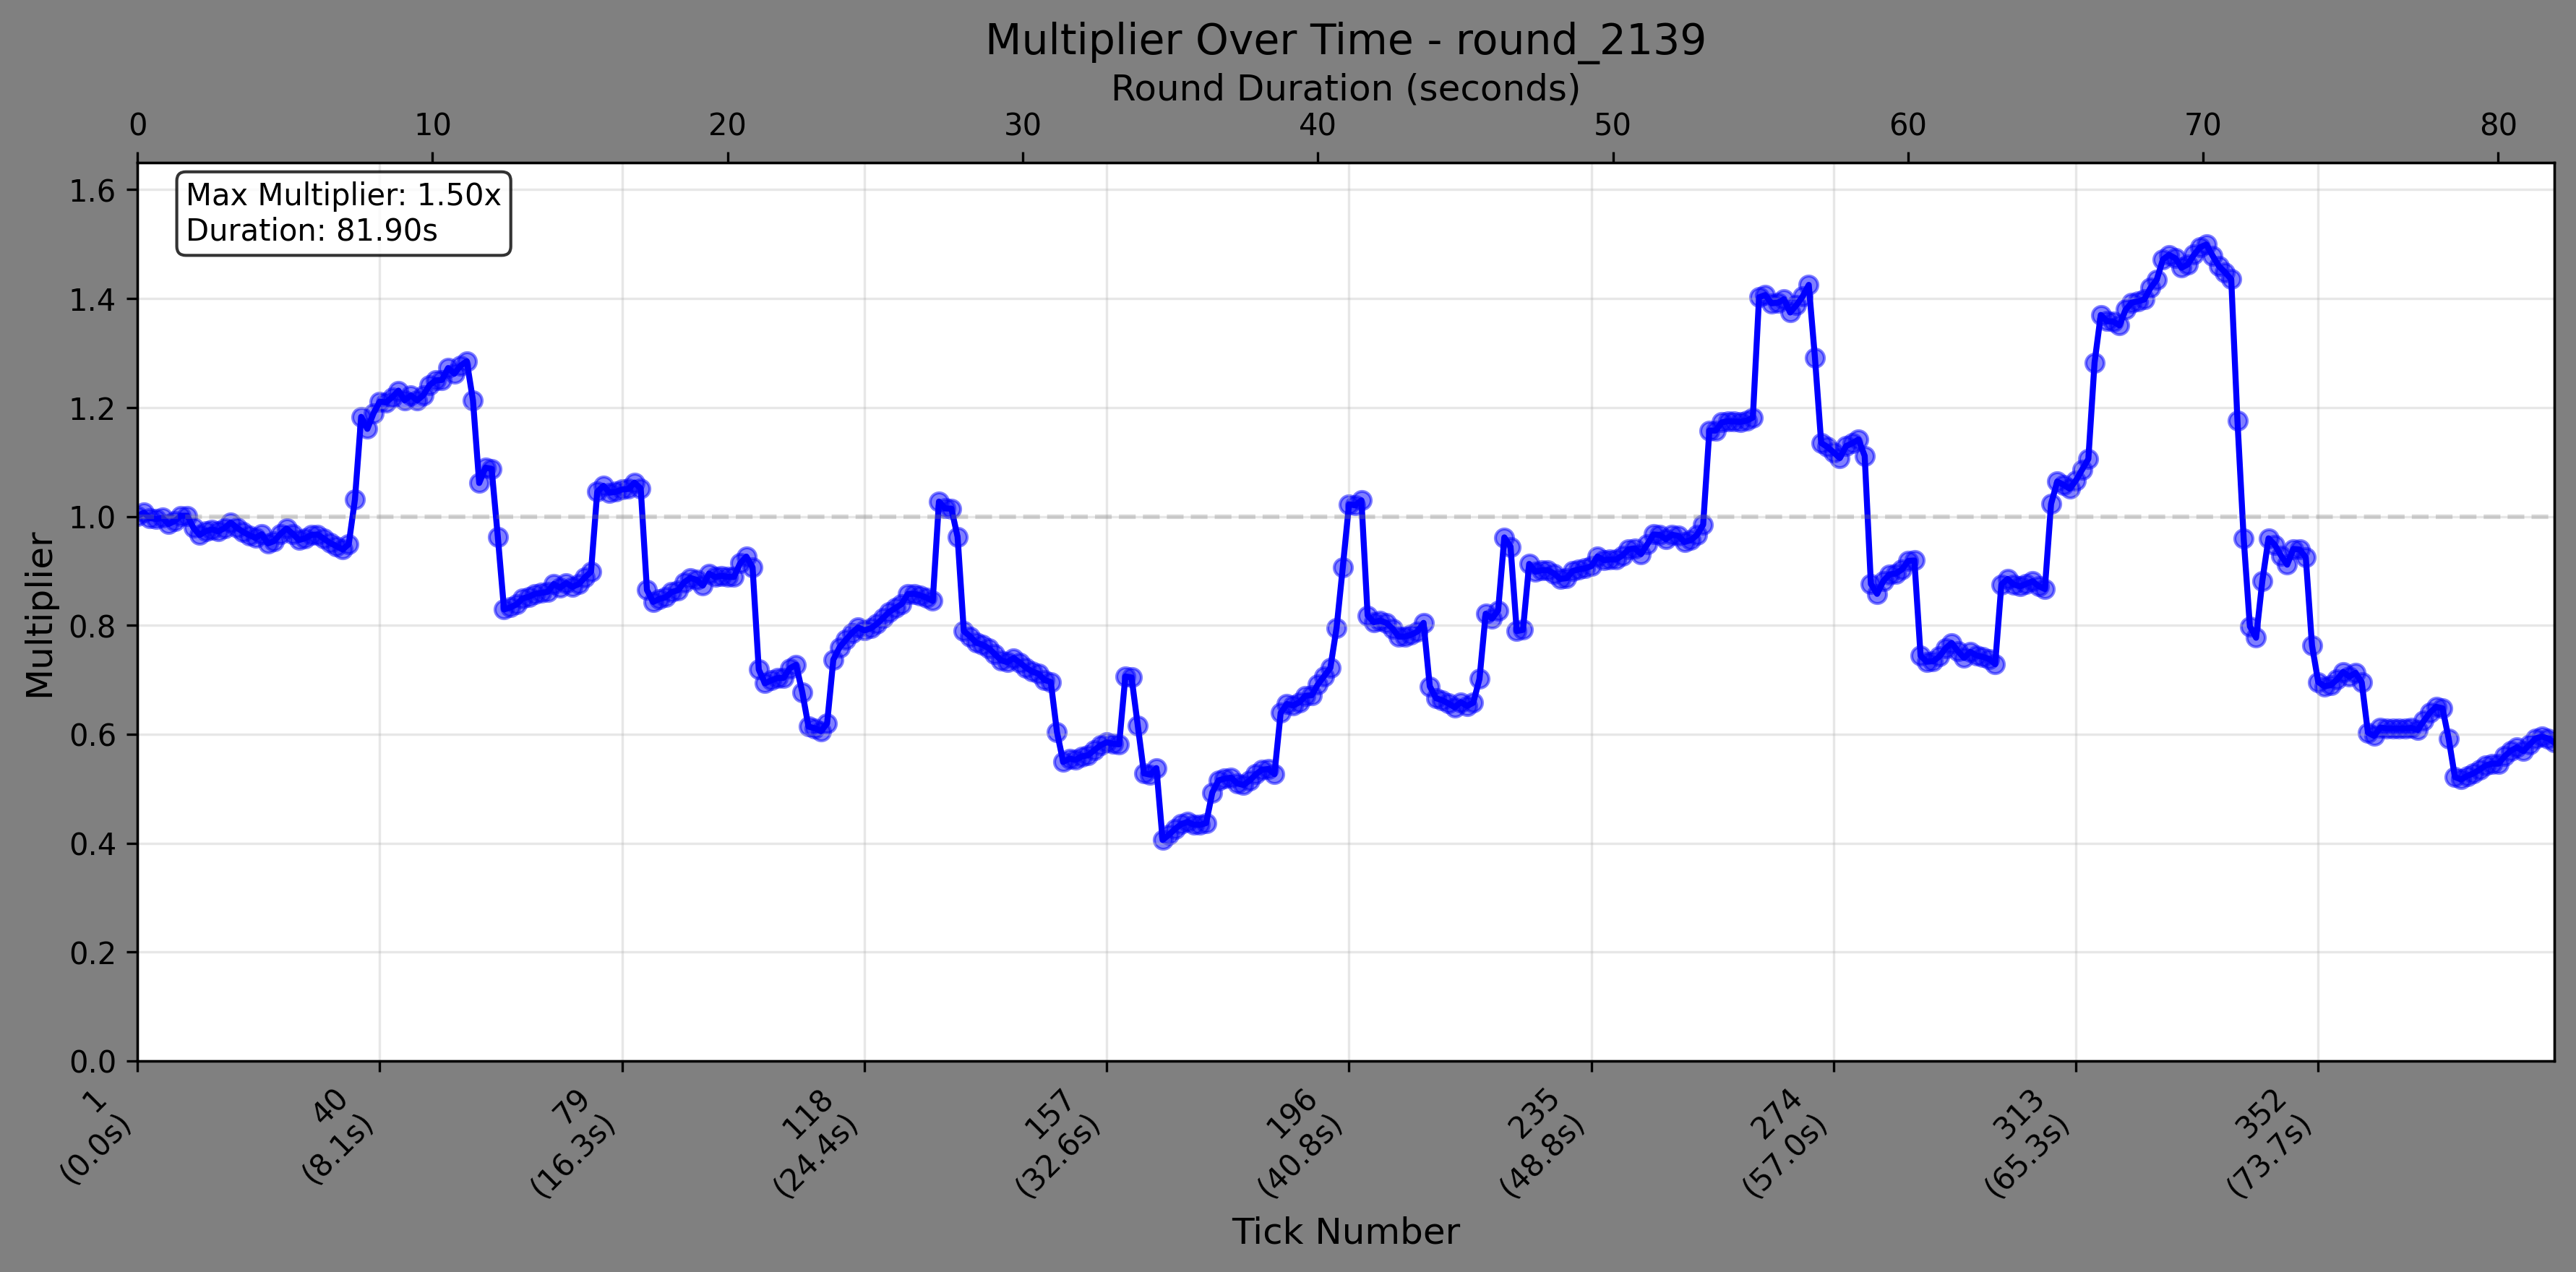 Multiplier Over Time - round_2139
Round Duration (seconds)
0 10 20 30 40 50 60 70 80
Max Multiplier: 1.50x
Duration: 81.90s
Multiplier
1.6
1.4
1.2
1.0
0.8
0.6
0.4
0.2
0.0
1
(0.0s)
40
(8.1s)
79
(16.3s)
118
(24.4s)
157
(32.6s)
196
(40.8s)
235
(48.8s)
274
(57.0s)
313
(65.3s)
352
(73.7s)
Tick Number